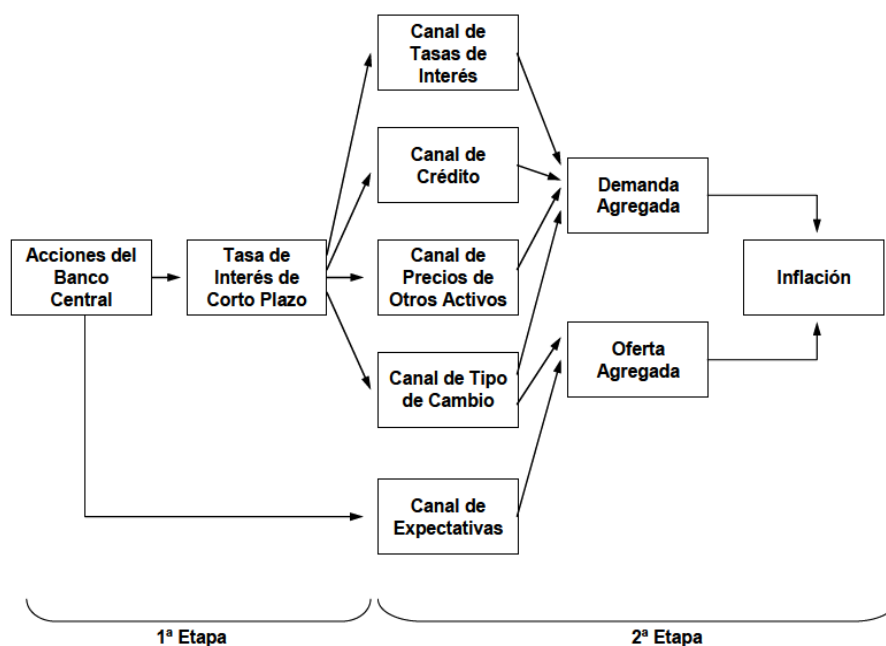 Canal de
Tasas de
Interés
Canal de
Crédito
Demanda
Agregada
Acciones del
Banco
Central
Tasa de
Interés de
Corto Plazo
Canal de
Precios de
Otros Activos
Inflación
Canal de Tipo
de Cambio
Oferta
Agregada
Canal de
Expectativas
1ª Etapa
2ª Etapa